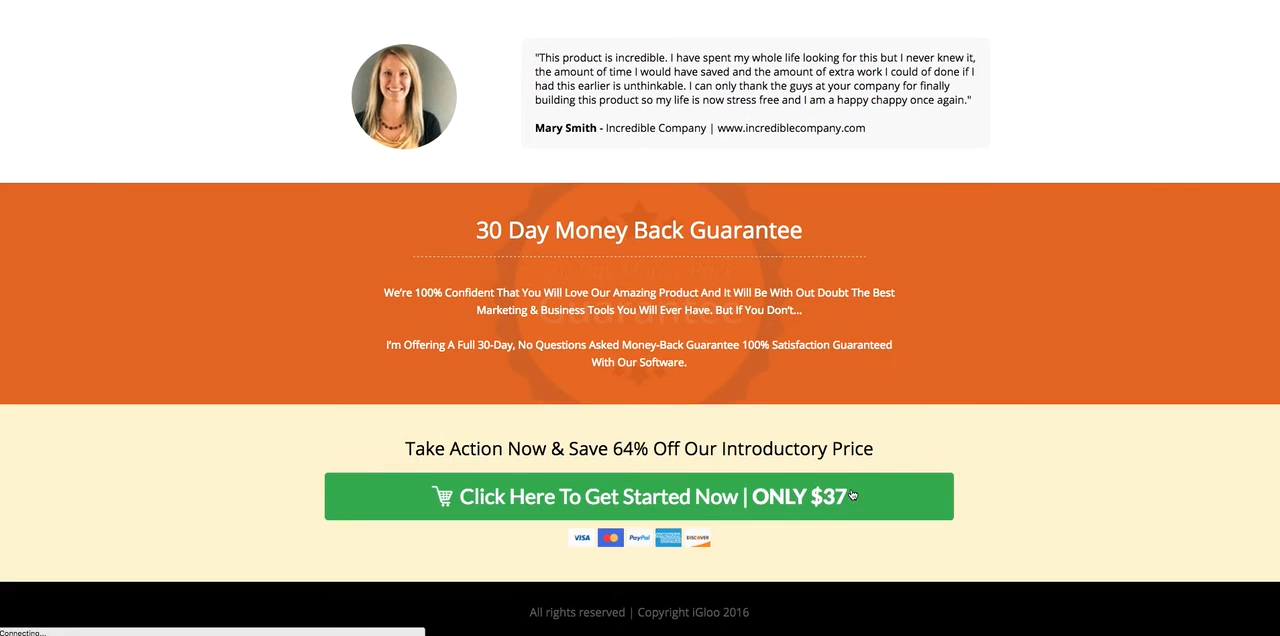 "This product is incredible. I have spent my whole life looking for this but I never knew it,
the amount of time I would have saved and the amount of extra work I could of done if I
had this earlier is unthinkable. I can only thank the guys at your company for finally
building this product so my life is now stress free and I am a happy chappy once again."
Mary Smith - Incredible Company | www.incrediblecompany.com
30 Day Money Back Guarantee
We're 100% Confident That You Will Love Our Amazing Product And It Will Be With Out Doubt The Best
Marketing & Business Tools You Will Ever Have. But If You Don't...
Guarantee
I'm Offering A Full 30-Day, No Questions Asked Money-Back Guarantee 100% Satisfaction Guaranteed
With Our Software.
Take Action Now & Save 64% Off Our Introductory Price
Click Here To Get Started Now | ONLY $37
VISA PayPal DISCOVER
All rights reserved | Copyright iGloo 2016
Connecting...